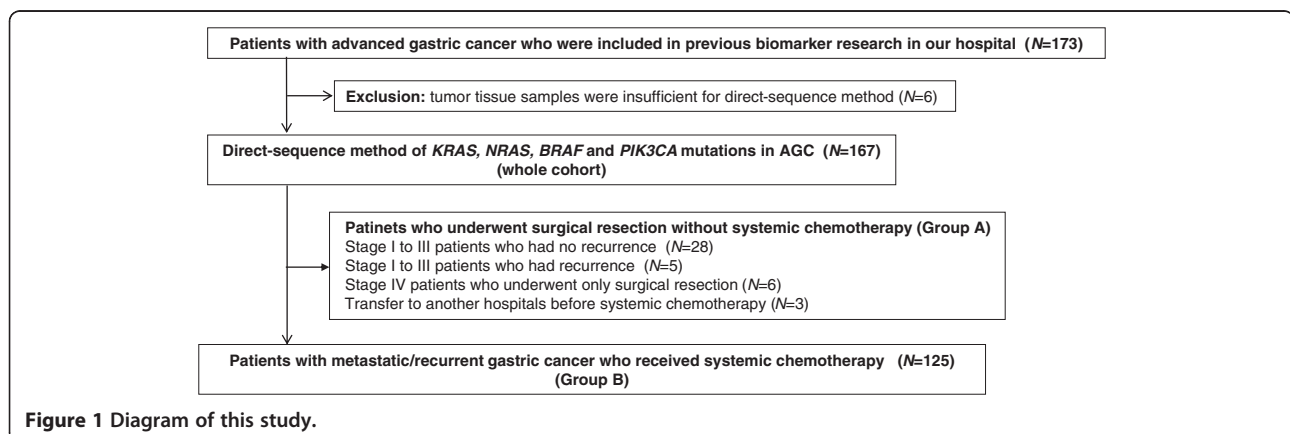 Patients with advanced gastric cancer who were included in previous biomarker research in our hospital (N=173)
Exclusion: tumor tissue samples were insufficient for direct-sequence method (N=6)
Direct-sequence method of KRAS, NRAS, BRAF and PIK3CA mutations in AGC (N=167)
(whole cohort)
Patinets who underwent surgical resection without systemic chemotherapy (Group A)
Stage I to III patients who had no recurrence (N=28)
Stage I to III patients who had recurrence (N=5)
Stage IV patients who underwent only surgical resection (N=6)
Transfer to another hospitals before systemic chemotherapy (N=3)
Patients with metastatic/recurrent gastric cancer who received systemic chemotherapy (N=125)
(Group B)
Figure 1 Diagram of this study.